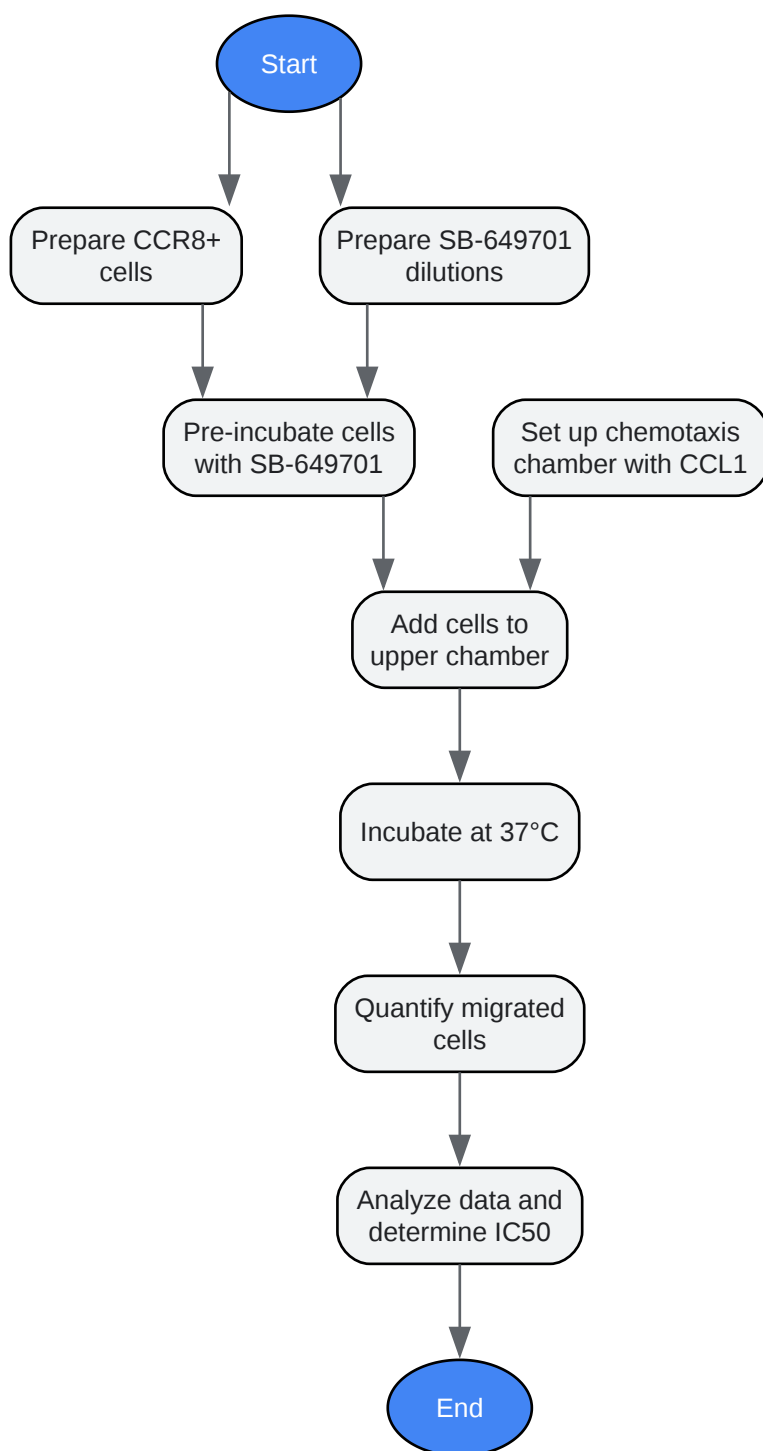 Start
Prepare CCR8+
cells
Prepare SB-649701
dilutions
Pre-incubate cells
with SB-649701
Set up chemotaxis
chamber with CCL1
Add cells to
upper chamber
Incubate at 37°C
Quantify migrated
cells
Analyze data and
determine IC50
End